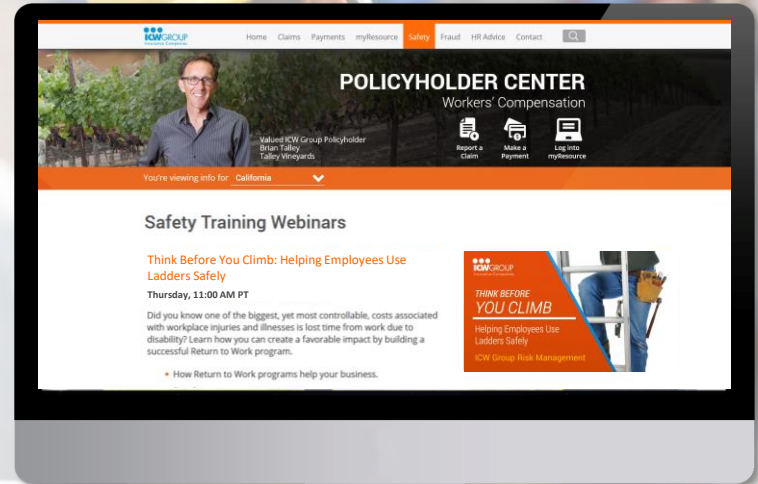 ICWGROUP
Insurance Companies
Home Claims Payments myResource Safety Fraud HR Advice Contact
POLICYHOLDER CENTER
Workers' Compensation
Valued ICW Group Policyholder
Brian Talley
Talley Vineyards
Report a
Claim
Make a
Payment
Log into
myResource
You're viewing info for California
Safety Training Webinars
Think Before You Climb: Helping Employees Use
Ladders Safely
Thursday, 11:00 AM PT
Did you know one of the biggest, yet most controllable, costs associated
with workplace injuries and illnesses is lost time from work due to
disability? Learn how you can create a favorable impact by building a
successful Return to Work program.
How Return to Work programs help your business.
ICWGROUP
Insurance Companies
THINK BEFORE
YOU CLIMB
Helping Employees Use
Ladders Safely
ICW Group Risk Management